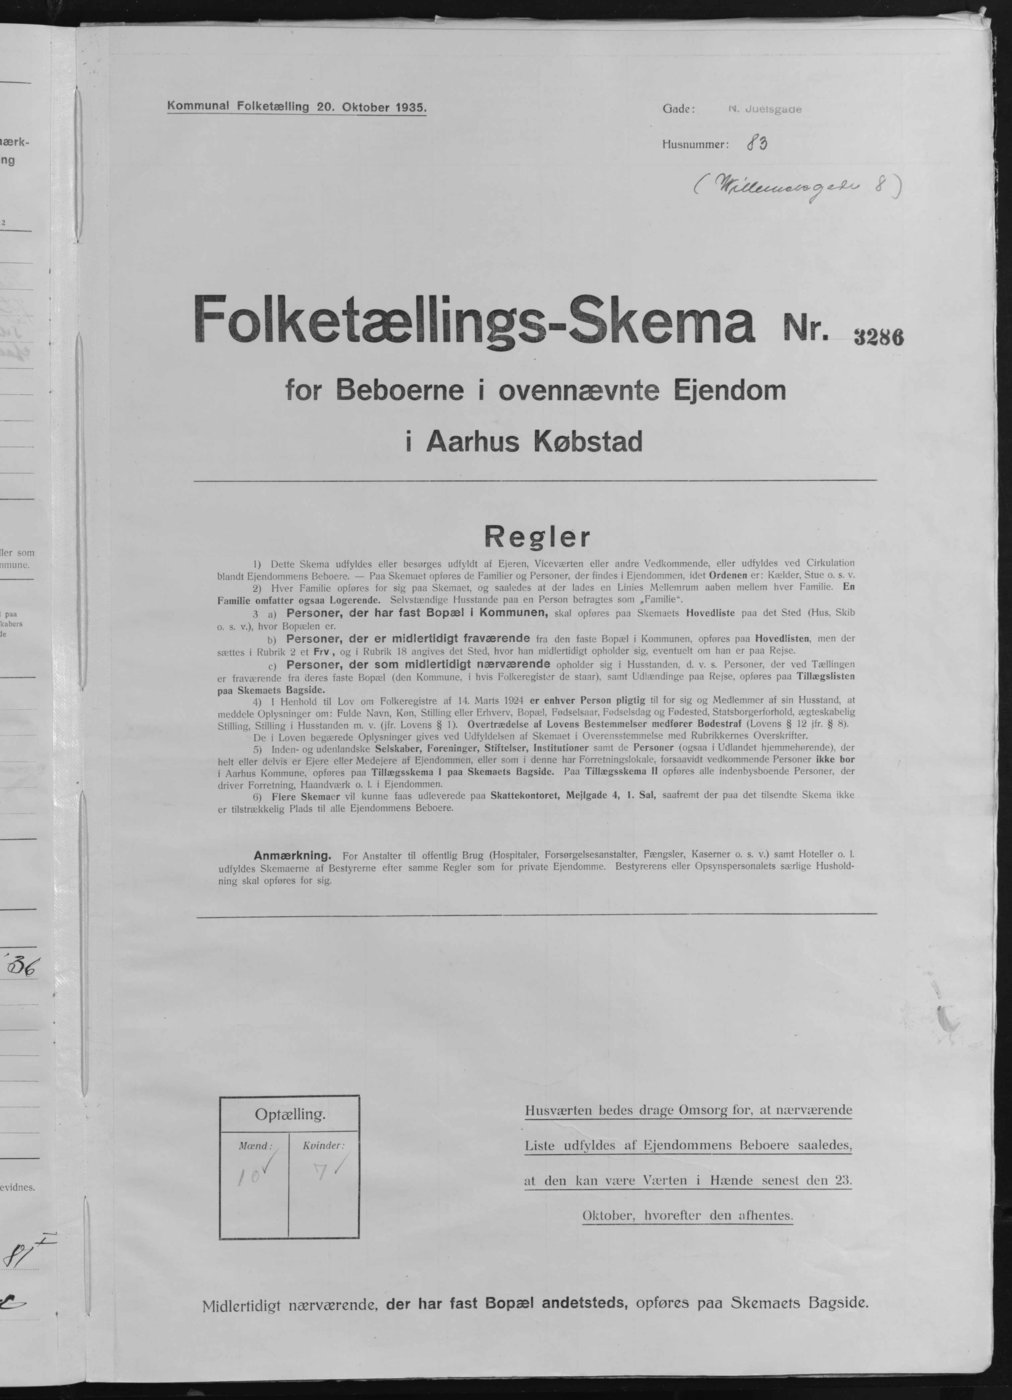 Kommunal Folketælling 20. Oktober 1935.
Gade: N. Juelsgade
Husnummer: 83
(Willemoesgade 8)
Folketællings-Skema Nr. 3286
for Beboerne i ovennævnte Ejendom
i Aarhus Købstad
Regler
1) Dette Skema udfyldes eller besørges udfyldt af Ejeren, Viceværten eller andre Vedkommende, eller udfyldes ved Cirkulation
blandt Ejendommens Beboere. — Paa Skemaet opføres de Familier og Personer, der findes i Ejendommen, idet Ordenen er: Kælder, Stue o. s. v.
2) Hver Familie opføres for sig paa Skemaet, og saaledes at der lades en Linies Mellemrum aaben mellem hver Familie. En
Familie omfatter ogsaa Logerende. Selvstændige Husstande paa en Person betragtes som „Familie“.
3 a) Personer, der har fast Bopæl i Kommunen, skal opføres paa Skemaets Hovedliste paa det Sted (Hus, Skib
o. s. v.), hvor Bopælen er.
b) Personer, der er midlertidigt fraværende fra den faste Bopæl i Kommunen, opføres paa Hovedlisten, men der
sættes i Rubrik 2 et Frv., og i Rubrik 18 angives det Sted, hvor han midlertidigt opholder sig, eventuelt om han er paa Rejse.
c) Personer, der som midlertidigt nærværende opholder sig i Husstanden, d. v. s. Personer, der ved Tællingen
er fraværende fra deres faste Bopæl (den Kommune, i hvis Folkeregister de staar), samt Udlændinge paa Rejse, opføres paa Tillægslisten
paa Skemaets Bagside.
4) I Henhold til Lov om Folkeregistre af 14. Marts 1924 er enhver Person pligtig til for sig og Medlemmer af sin Husstand, at
meddele Oplysninger om: Fulde Navn, Køn, Stilling eller Erhverv, Bopæl, Fødselsaar, Fødselsdag og Fødested, Statsborgerforhold, ægteskabelig
Stilling, Stilling i Husstanden m. v. (jfr. Lovens § 1). Overtrædelse af Lovens Bestemmelser medfører Bødestraf (Lovens § 12 jfr. § 8).
De i Loven begærede Oplysninger gives ved Udfyldelsen af Skemaet i Overensstemmelse med Rubrikkernes Overskrifter.
5) Inden- og udenlandske Selskaber, Foreninger, Stiftelser, Institutioner samt de Personer (ogsaa i Udlandet hjemmehørende), der
helt eller delvis er Ejere eller Medejere af Ejendommen, eller som i denne har Forretningslokale, forsaavidt vedkommende Personer ikke bor
i Aarhus Kommune, opføres paa Tillægsskema I paa Skemaets Bagside. Paa Tillægsskema II opføres alle indenbysboende Personer, der
driver Forretning, Haandværk o. l. i Ejendommen.
6) Flere Skemaer vil kunne faas udleverede paa Skattekontoret, Mejlgade 4, 1. Sal, saafremt der paa det tilsendte Skema ikke
er tilstrækkelig Plads til alle Ejendommens Beboere.
Anmærkning. For Anstalter til offentlig Brug (Hospitaler, Forsørgelsesanstalter, Fængsler, Kaserner o. s. v.) samt Hoteller o. l.
udfyldes Skemaerne af Bestyrerne efter samme Regler som for private Ejendomme. Bestyrerens eller Opsynspersonalets særlige Hushold-
ning skal opføres for sig.
Optælling.
Mænd: Kvinder:
10 7
Husværten bedes drage Omsorg for, at nærværende
Liste udfyldes af Ejendommens Beboere saaledes,
at den kan være Værten i Hænde senest den 23.
Oktober, hvorefter den afhentes.
Midlertidigt nærværende, der har fast Bopæl andetsteds, opføres paa Skemaets Bagside.